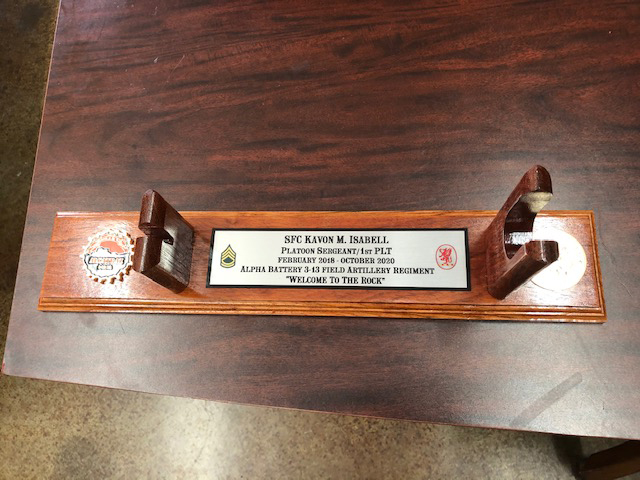 SFC KAVON M. ISABELL
PLATOON SERGEANT/1ST PLT
FEBRUARY 2018 - OCTOBER 2020
ALPHA BATTERY 3-13 FIELD ARTILLERY REGIMENT
"WELCOME TO THE ROCK"